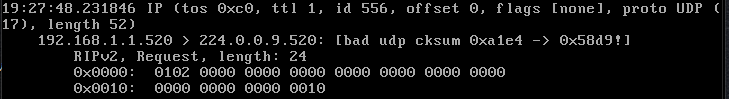 19:27:48.231846 IP (tos 0xc0, ttl 1, id 556, offset 0, flags [none], proto UDP (
17), length 52)
192.168.1.1.520 > 224.0.0.9.520: [bad udp cksum 0xa1e4 -> 0x58d9!]
RIPv2, Request, length: 24
0x0000: 0102 0000 0000 0000 0000 0000 0000 0000
0x0010: 0000 0000 0000 0010